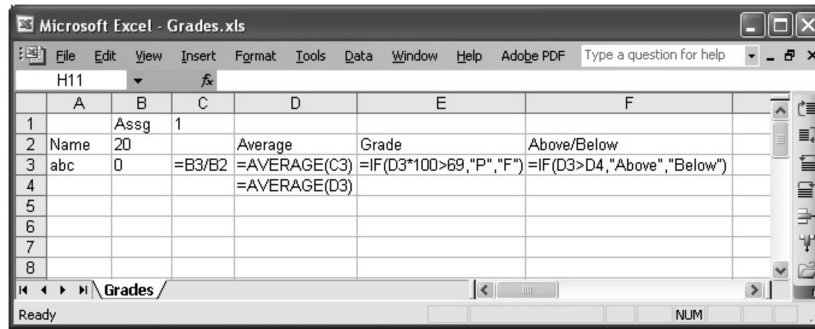 Microsoft Excel - Grades.xls
File Edit View Insert Format Tools Data Window Help Adobe PDF Type a question for help
H11 fx
A B C D E F
1 Assg 1
2 Name 20 Average Grade Above/Below
3 abc 0 =B3/B2 =AVERAGE(C3) =IF(D3*100>69,"P","F") =IF(D3>D4,"Above","Below")
4 =AVERAGE(D3)
5
6
7
8
Grades
Ready NUM